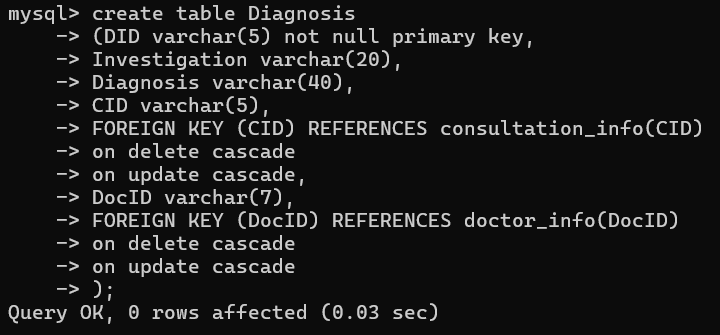 mysql> create table Diagnosis
    -> (DID varchar(5) not null primary key,
    -> Investigation varchar(20),
    -> Diagnosis varchar(40),
    -> CID varchar(5),
    -> FOREIGN KEY (CID) REFERENCES consultation_info(CID)
    -> on delete cascade
    -> on update cascade,
    -> DocID varchar(7),
    -> FOREIGN KEY (DocID) REFERENCES doctor_info(DocID)
    -> on delete cascade
    -> on update cascade
    -> );
Query OK, 0 rows affected (0.03 sec)